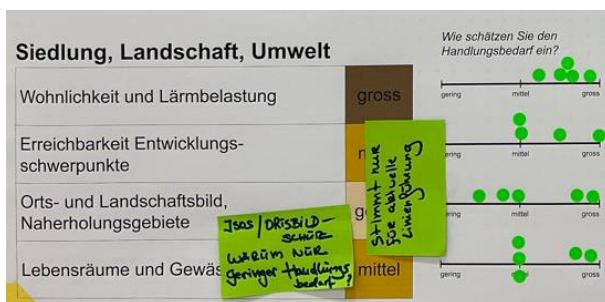 Siedlung, Landschaft, Umwelt
Wie schätzen Sie den
Handlungsbedarf ein?
Wohnlichkeit und Lärmbelastung
gross
gering mittel gross
Erreichbarkeit Entwicklungs-
schwerpunkte
mittel gross
Orts- und Landschaftsbild,
Naherholungsgebiete
gering mittel gross
Lebensräume und Gewäs
mittel
gering mittel gross
Stimmt nur
für aktuelle
Linienführung
ISOS/ORTSBILD-
SCHUTZ
WARUM NUR
geringer Handlungs
bedarf?